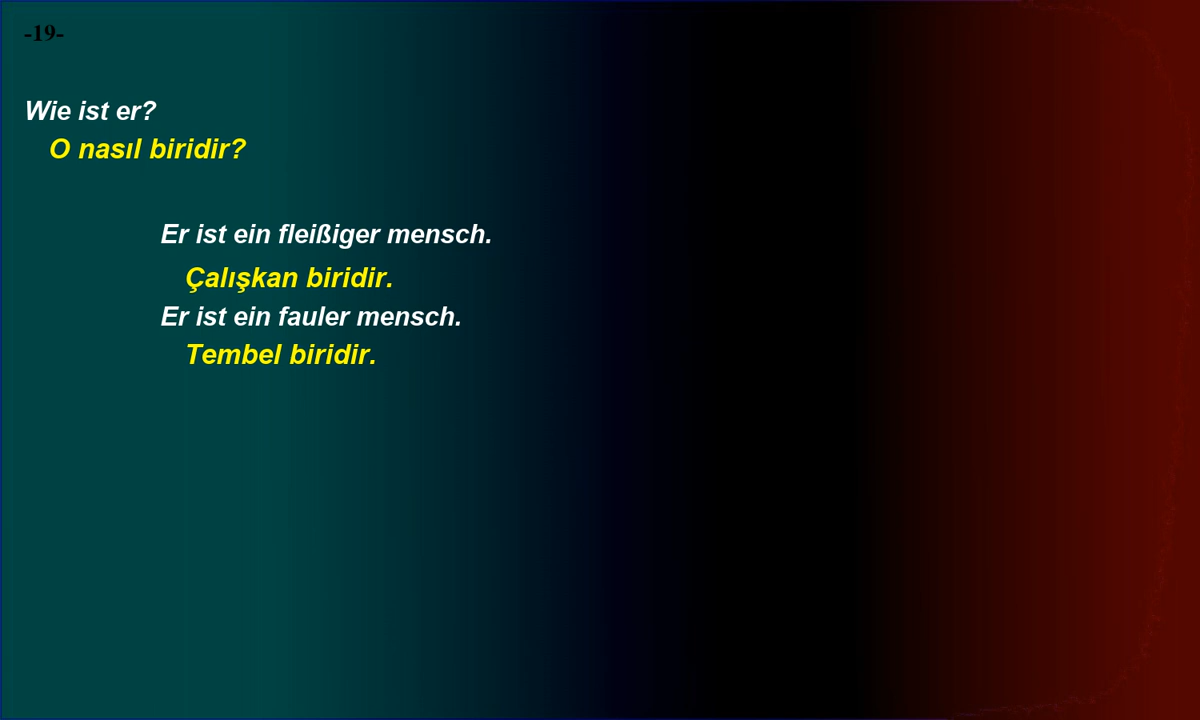 -19-
Wie ist er?
O nasıl biridir?
Er ist ein fleißiger mensch.
Çalışkan biridir.
Er ist ein fauler mensch.
Tembel biridir.